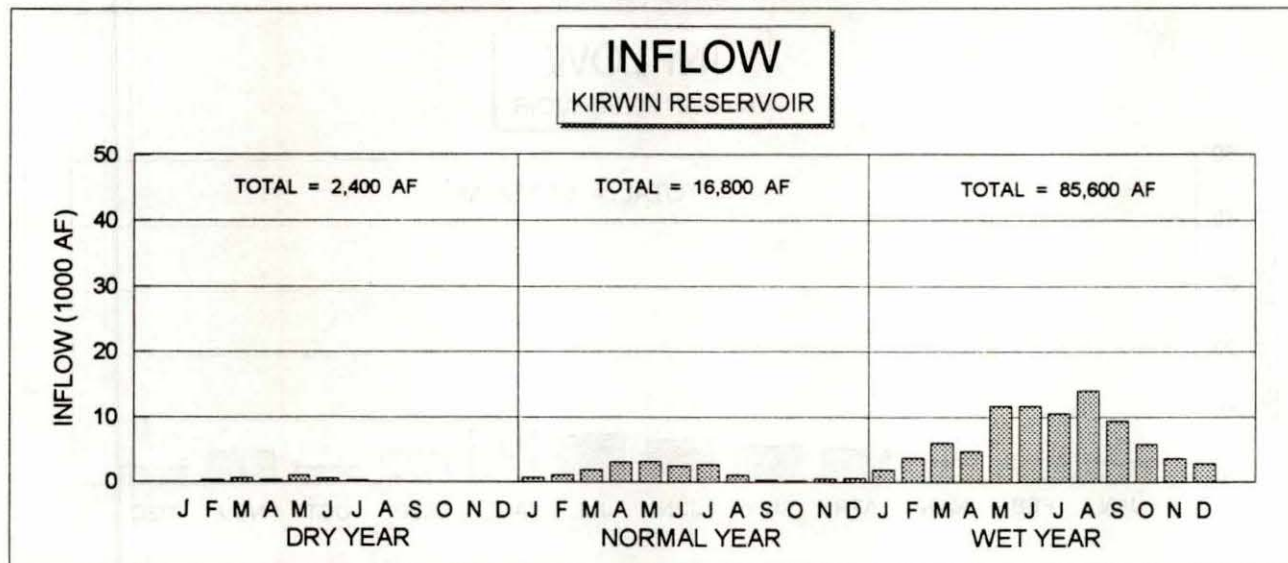 INFLOW
KIRWIN RESERVOIR
INFLOW (1000 AF)
50
40
30
20
10
0
TOTAL = 2,400 AF
TOTAL = 16,800 AF
TOTAL = 85,600 AF
J F M A M J J A S O N D J F M A M J J A S O N D J F M A M J J A S O N D
DRY YEAR NORMAL YEAR WET YEAR